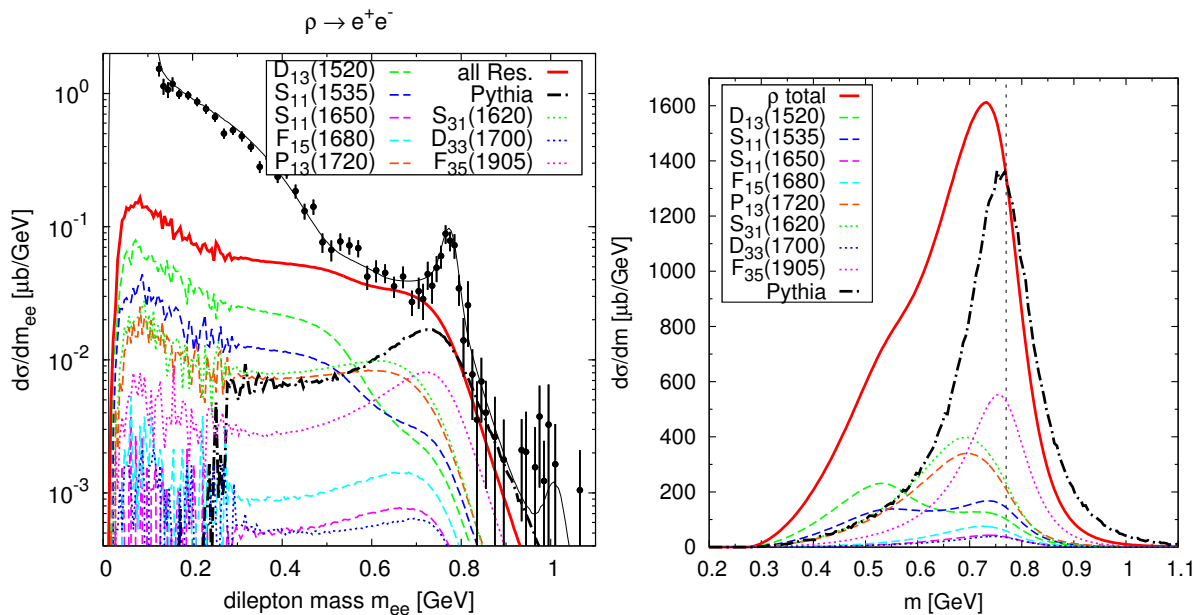 ρ → e⁺e⁻
dσ/dm_ee [μb/GeV]
10⁰
10⁻¹
10⁻²
10⁻³
D₁₃(1520)
S₁₁(1535)
S₁₁(1650)
F₁₅(1680)
P₁₃(1720)
all Res.
Pythia
S₃₁(1620)
D₃₃(1700)
F₃₅(1905)
0 0.2 0.4 0.6 0.8 1
dilepton mass m_ee [GeV]
dσ/dm [μb/GeV]
1600
1400
1200
1000
800
600
400
200
0
ρ total
D₁₃(1520)
S₁₁(1535)
S₁₁(1650)
F₁₅(1680)
P₁₃(1720)
S₃₁(1620)
D₃₃(1700)
F₃₅(1905)
Pythia
0.2 0.3 0.4 0.5 0.6 0.7 0.8 0.9 1.0 1.1
m [GeV]